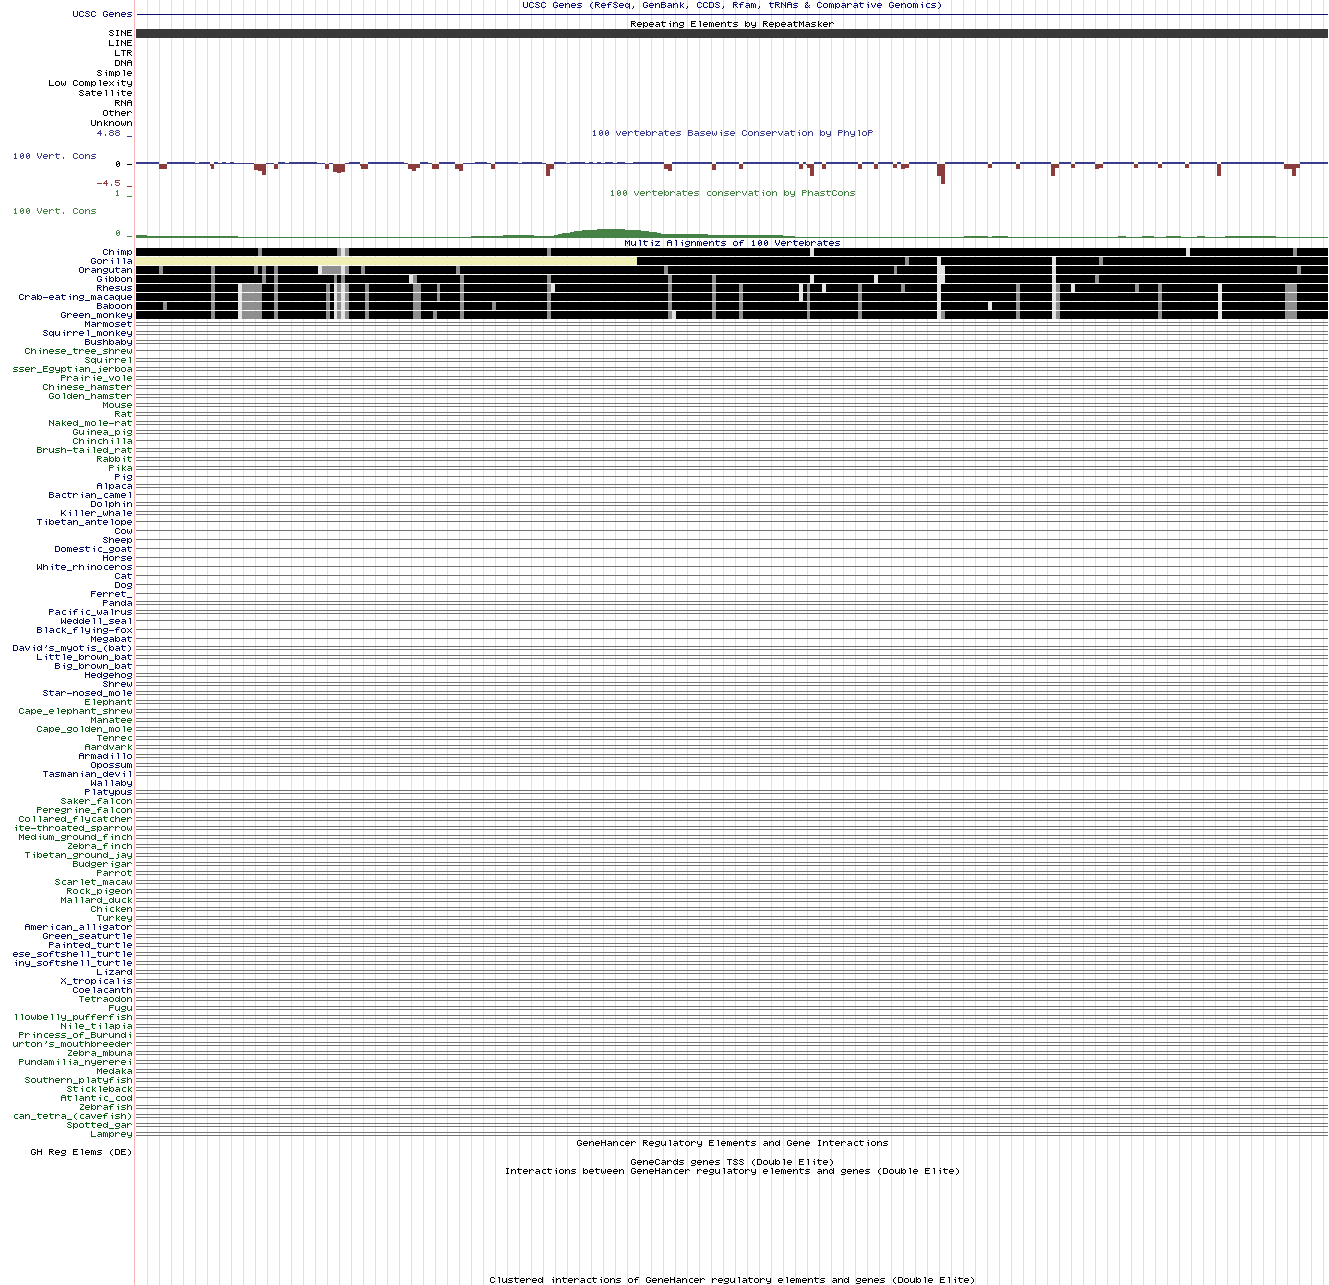 UCSC Genes (RefSeq, GenBank, CCDS, Rfam, tRNAs & Comparative Genomics)
UCSC Genes
Repeating Elements by RepeatMasker
SINE
LINE
LTR
DNA
Simple
Low Complexity
Satellite
RNA
Other
Unknown
4.88 _
100 vertebrates Basewise Conservation by PhyloP
100 Vert. Cons
0 _
-4.5 _
1 _
100 vertebrates conservation by PhastCons
100 Vert. Cons
0 _
Multiz Alignments of 100 Vertebrates
Chimp
Gorilla
Orangutan
Gibbon
Rhesus
Crab-eating_macaque
Baboon
Green_monkey
Marmoset
Squirrel_monkey
Bushbaby
Chinese_tree_shrew
Squirrel
sser_Egyptian_jerboa
Prairie_vole
Chinese_hamster
Golden_hamster
Mouse
Rat
Naked_mole-rat
Guinea_pig
Chinchilla
Brush-tailed_rat
Rabbit
Pika
Pig
Alpaca
Bactrian_camel
Dolphin
Killer_whale
Tibetan_antelope
Cow
Sheep
Domestic_goat
Horse
White_rhinoceros
Cat
Dog
Ferret_
Panda
Pacific_walrus
Weddell_seal
Black_flying-fox
Megabat
David's_myotis_(bat)
Little_brown_bat
Big_brown_bat
Hedgehog
Shrew
Star-nosed_mole
Elephant
Cape_elephant_shrew
Manatee
Cape_golden_mole
Tenrec
Aardvark
Armadillo
Opossum
Tasmanian_devil
Wallaby
Platypus
Saker_falcon
Peregrine_falcon
Collared_flycatcher
ite-throated_sparrow
Medium_ground_finch
Zebra_finch
Tibetan_ground_jay
Budgerigar
Parrot
Scarlet_macaw
Rock_pigeon
Mallard_duck
Chicken
Turkey
American_alligator
Green_seaturtle
Painted_turtle
ese_softshell_turtle
iny_softshell_turtle
Lizard
X_tropicalis
Coelacanth
Tetraodon
Fugu
llowbelly_pufferfish
Nile_tilapia
Princess_of_Burundi
urton's_mouthbreeder
Zebra_mbuna
Pundamilia_nyererei
Medaka
Southern_platyfish
Stickleback
Atlantic_cod
Zebrafish
can_tetra_(cavefish)
Spotted_gar
Lamprey
GeneHancer Regulatory Elements and Gene Interactions
GH Reg Elems (DE)
GeneCards genes TSS (Double Elite)
Interactions between GeneHancer regulatory elements and genes (Double Elite)
Clustered interactions of GeneHancer regulatory elements and genes (Double Elite)